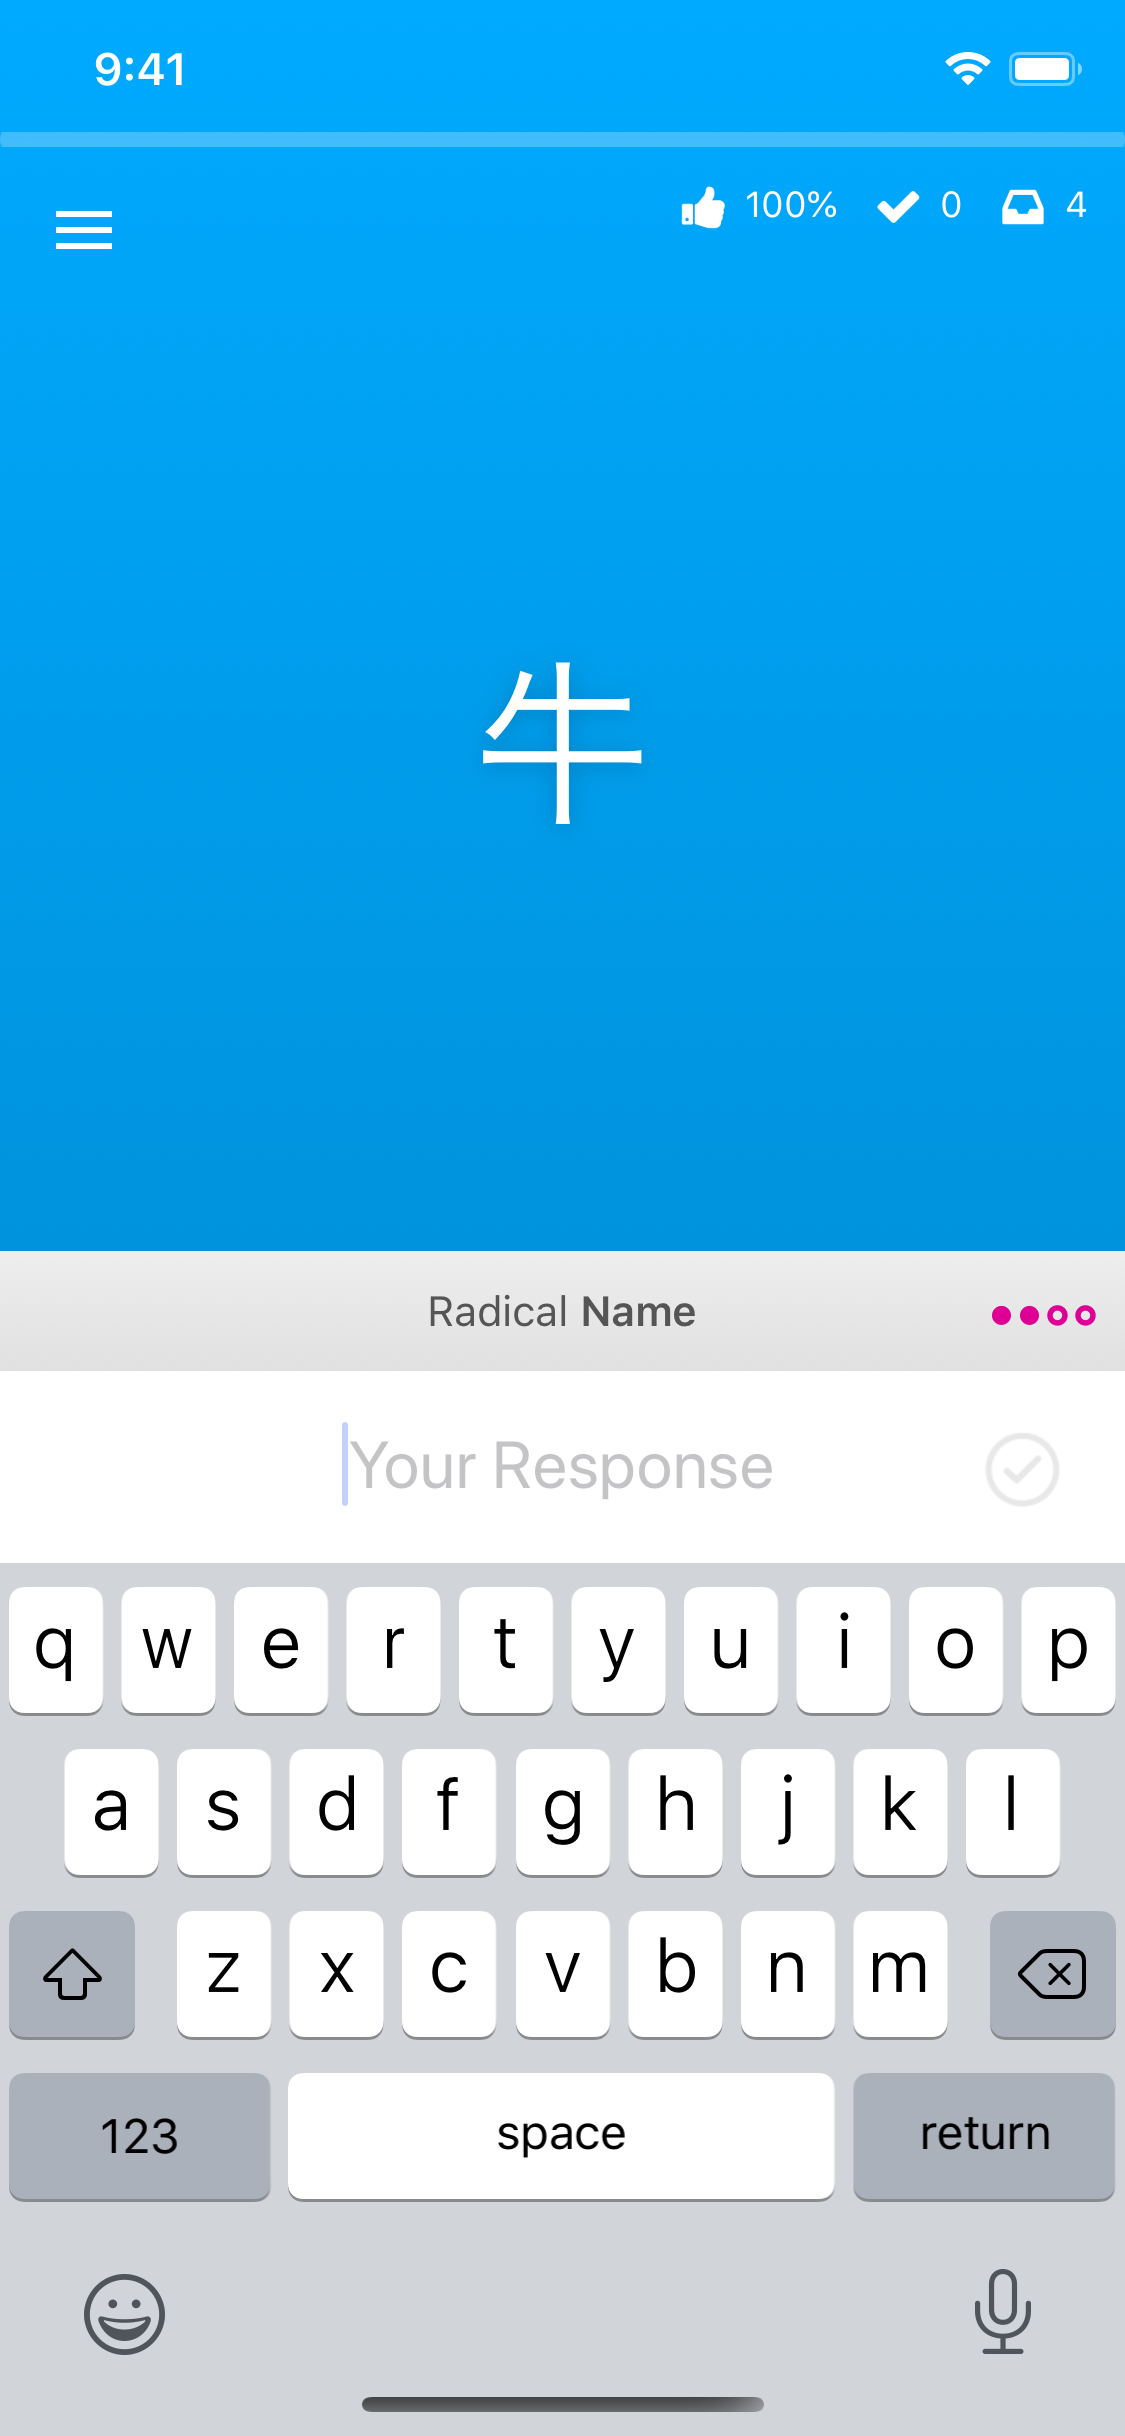 9:41
100% 0 4
牛
Radical Name
Your Response
q w e r t y u i o p
a s d f g h j k l
z x c v b n m
123 space return